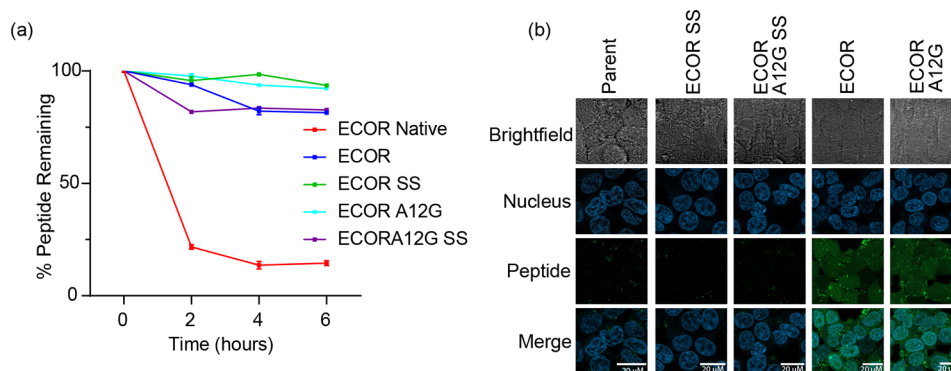 (a)
% Peptide Remaining
100
50
0
0 2 4 6
Time (hours)
ECOR Native
ECOR
ECOR SS
ECOR A12G
ECORA12G SS
(b)
Parent
ECOR SS
ECOR
A12G SS
ECOR
ECOR
A12G
Brightfield
Nucleus
Peptide
Merge
20 µM
20 µM
20 µM
20 µM
20